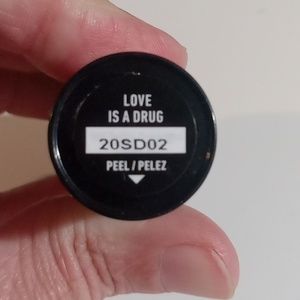 LOVE
IS A DRUG
20SD02
PEEL / PELEZ